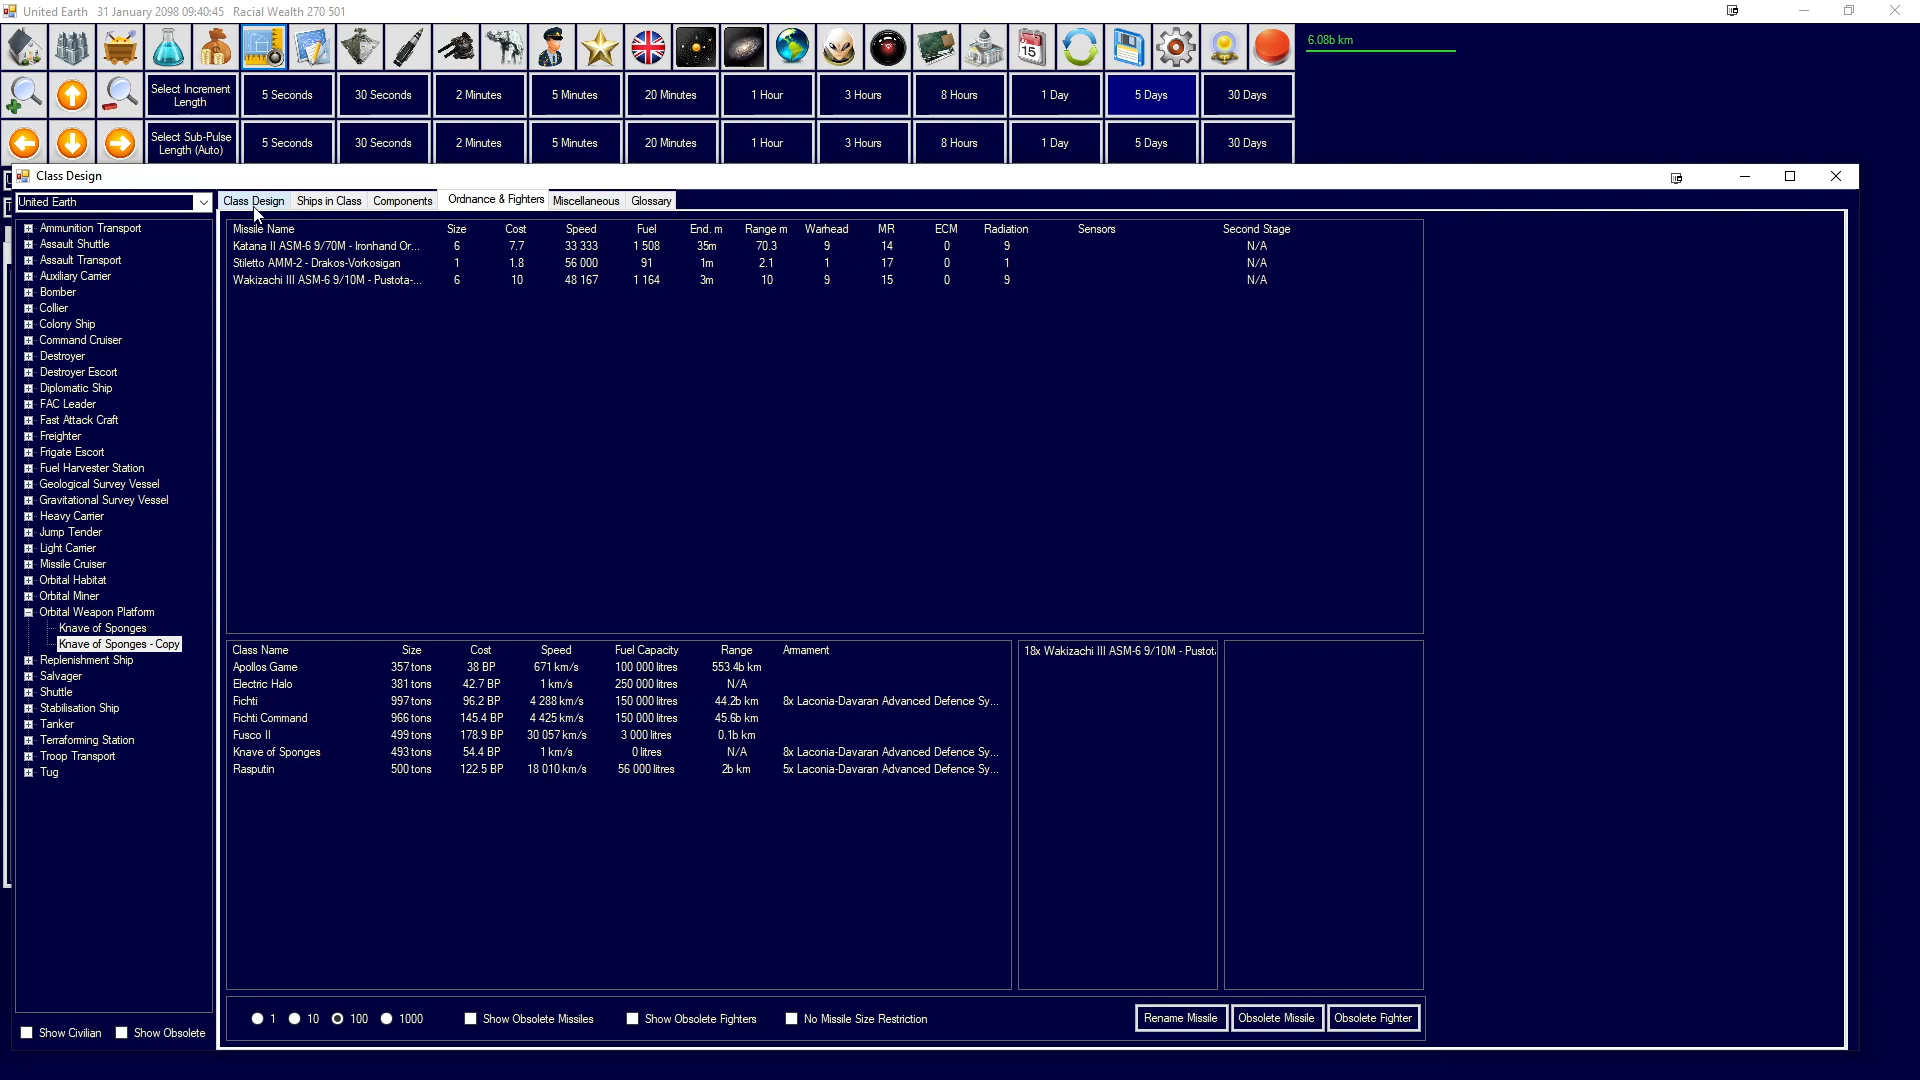 United Earth 31 January 2098 09:40:45 Racial Wealth 270 501
15
6.08b km
Select Increment Length 5 Seconds 30 Seconds 2 Minutes 5 Minutes 20 Minutes 1 Hour 3 Hours 8 Hours 1 Day 5 Days 30 Days
Select Sub-Pulse Length (Auto) 5 Seconds 30 Seconds 2 Minutes 5 Minutes 20 Minutes 1 Hour 3 Hours 8 Hours 1 Day 5 Days 30 Days
Class Design
United Earth
Class Design Ships in Class Components Ordnance & Fighters Miscellaneous Glossary
Ammunition Transport
Assault Shuttle
Assault Transport
Auxiliary Carrier
Bomber
Collier
Colony Ship
Command Cruiser
Destroyer
Destroyer Escort
Diplomatic Ship
FAC Leader
Fast Attack Craft
Freighter
Frigate Escort
Fuel Harvester Station
Geological Survey Vessel
Gravitational Survey Vessel
Heavy Carrier
Jump Tender
Light Carrier
Missile Cruiser
Orbital Habitat
Orbital Miner
Orbital Weapon Platform
Knave of Sponges
Knave of Sponges - Copy
Replenishment Ship
Salvager
Shuttle
Stabilisation Ship
Tanker
Terraforming Station
Troop Transport
Tug
Show Civilian Show Obsolete
Missile Name Size Cost Speed Fuel End. m Range m Warhead MR ECM Radiation Sensors Second Stage
Katana II ASM-6 9/70M - Ironhand Or... 6 7.7 33 333 1 508 35m 70.3 9 14 0 9 N/A
Stiletto AMM-2 - Drakos-Vorkosigan 1 1.8 56 000 91 1m 2.1 1 17 0 1 N/A
Wakizachi III ASM-6 9/10M - Pustota-... 6 10 48 167 1 164 3m 10 9 15 0 9 N/A
Class Name Size Cost Speed Fuel Capacity Range Armament
Apollos Game 357 tons 38 BP 671 km/s 100 000 litres 553.4b km
Electric Halo 381 tons 42.7 BP 1 km/s 250 000 litres N/A
Fichti 997 tons 96.2 BP 4 288 km/s 150 000 litres 44.2b km 8x Laconia-Davaran Advanced Defence Sy...
Fichti Command 966 tons 145.4 BP 4 425 km/s 150 000 litres 45.6b km
Fusco II 499 tons 178.9 BP 30 057 km/s 3 000 litres 0.1b km
Knave of Sponges 493 tons 54.4 BP 1 km/s 0 litres N/A 8x Laconia-Davaran Advanced Defence Sy...
Rasputin 500 tons 122.5 BP 18 010 km/s 56 000 litres 2b km 5x Laconia-Davaran Advanced Defence Sy...
18x Wakizachi III ASM-6 9/10M - Pustot
1 10 100 1000 Show Obsolete Missiles Show Obsolete Fighters No Missile Size Restriction
Rename Missile Obsolete Missile Obsolete Fighter